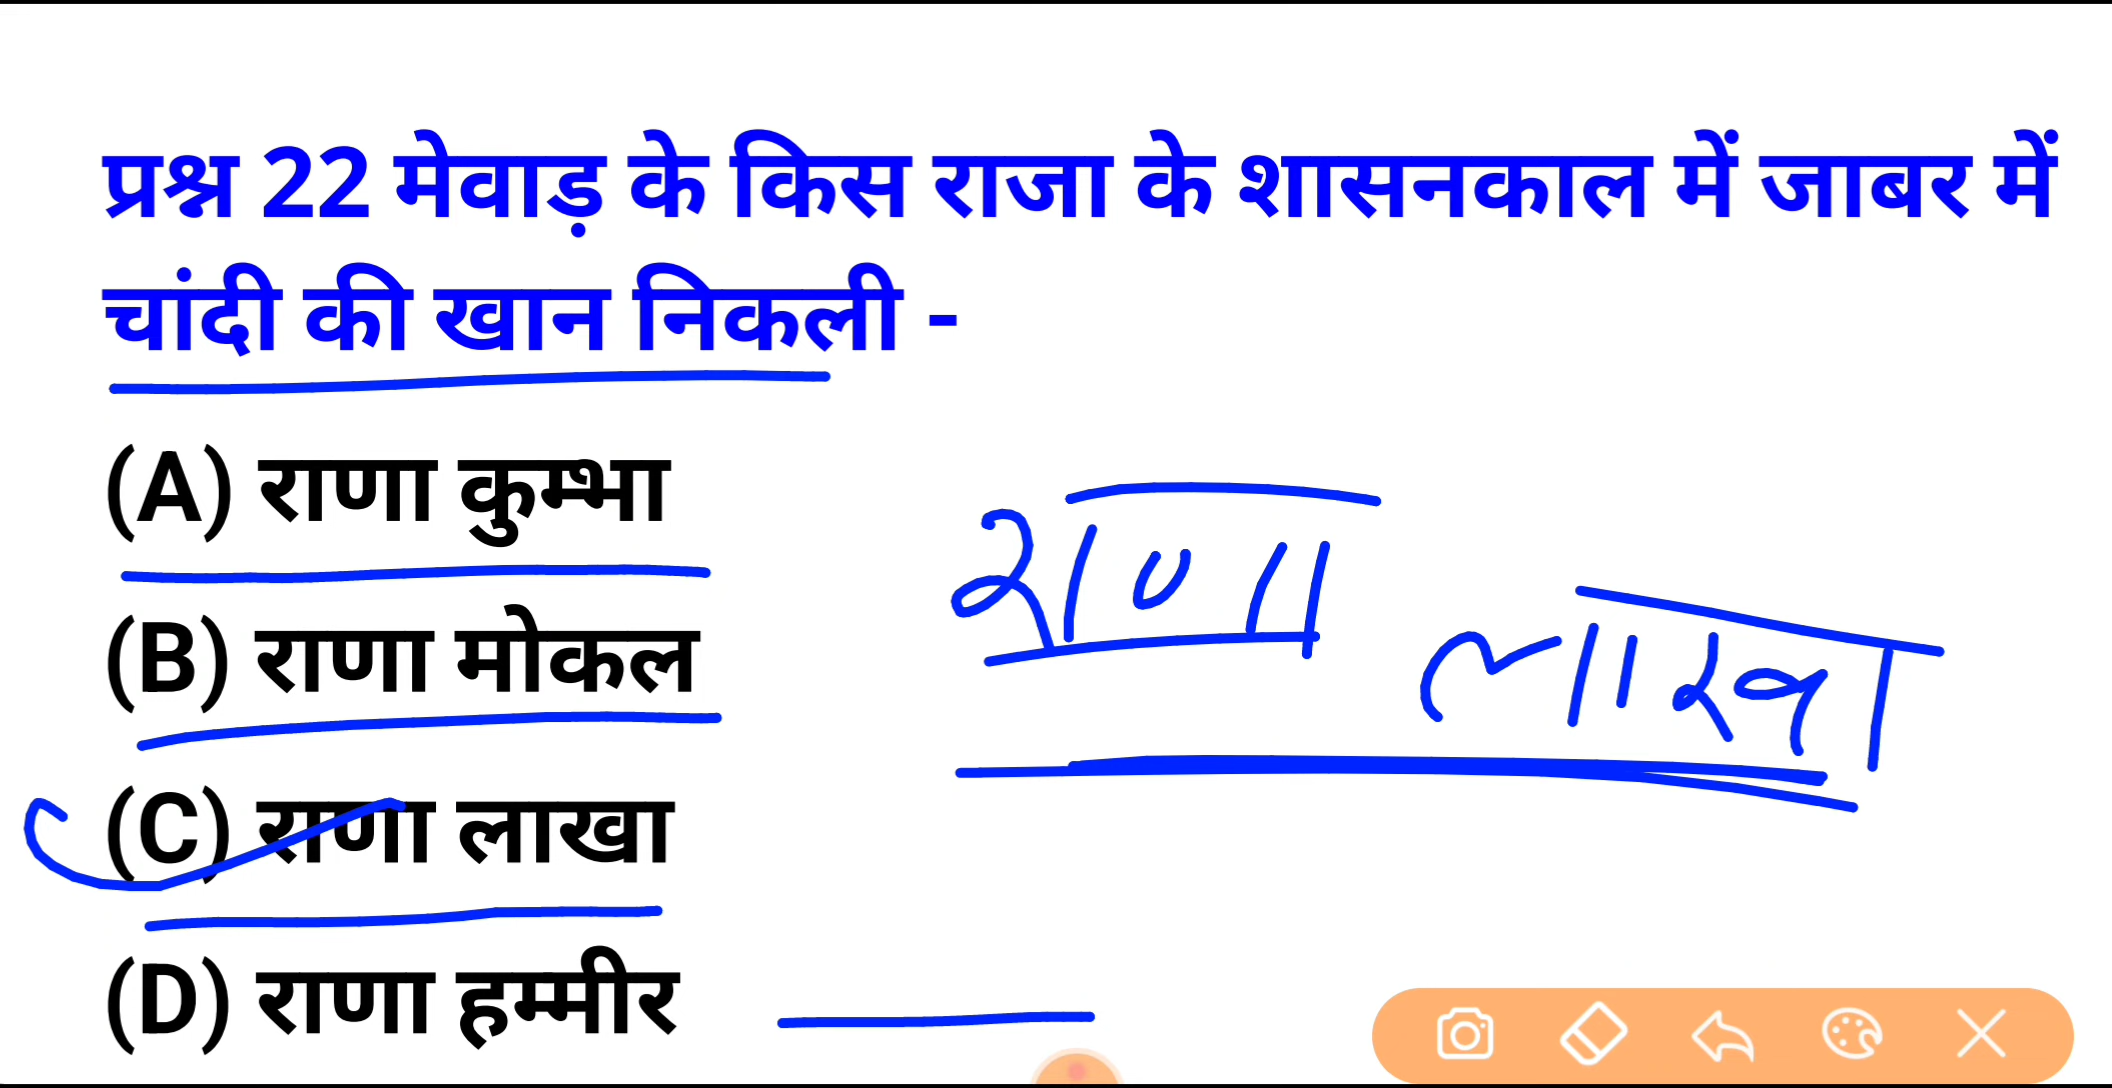 प्रश्न 22 मेवाड़ के किस राजा के शासनकाल में जाबर में
चांदी की खान निकली -
(A) राणा कुम्भा
(B) राणा मोकल
(C) राणा लाखा
(D) राणा हम्मीर
राणा
लाखा